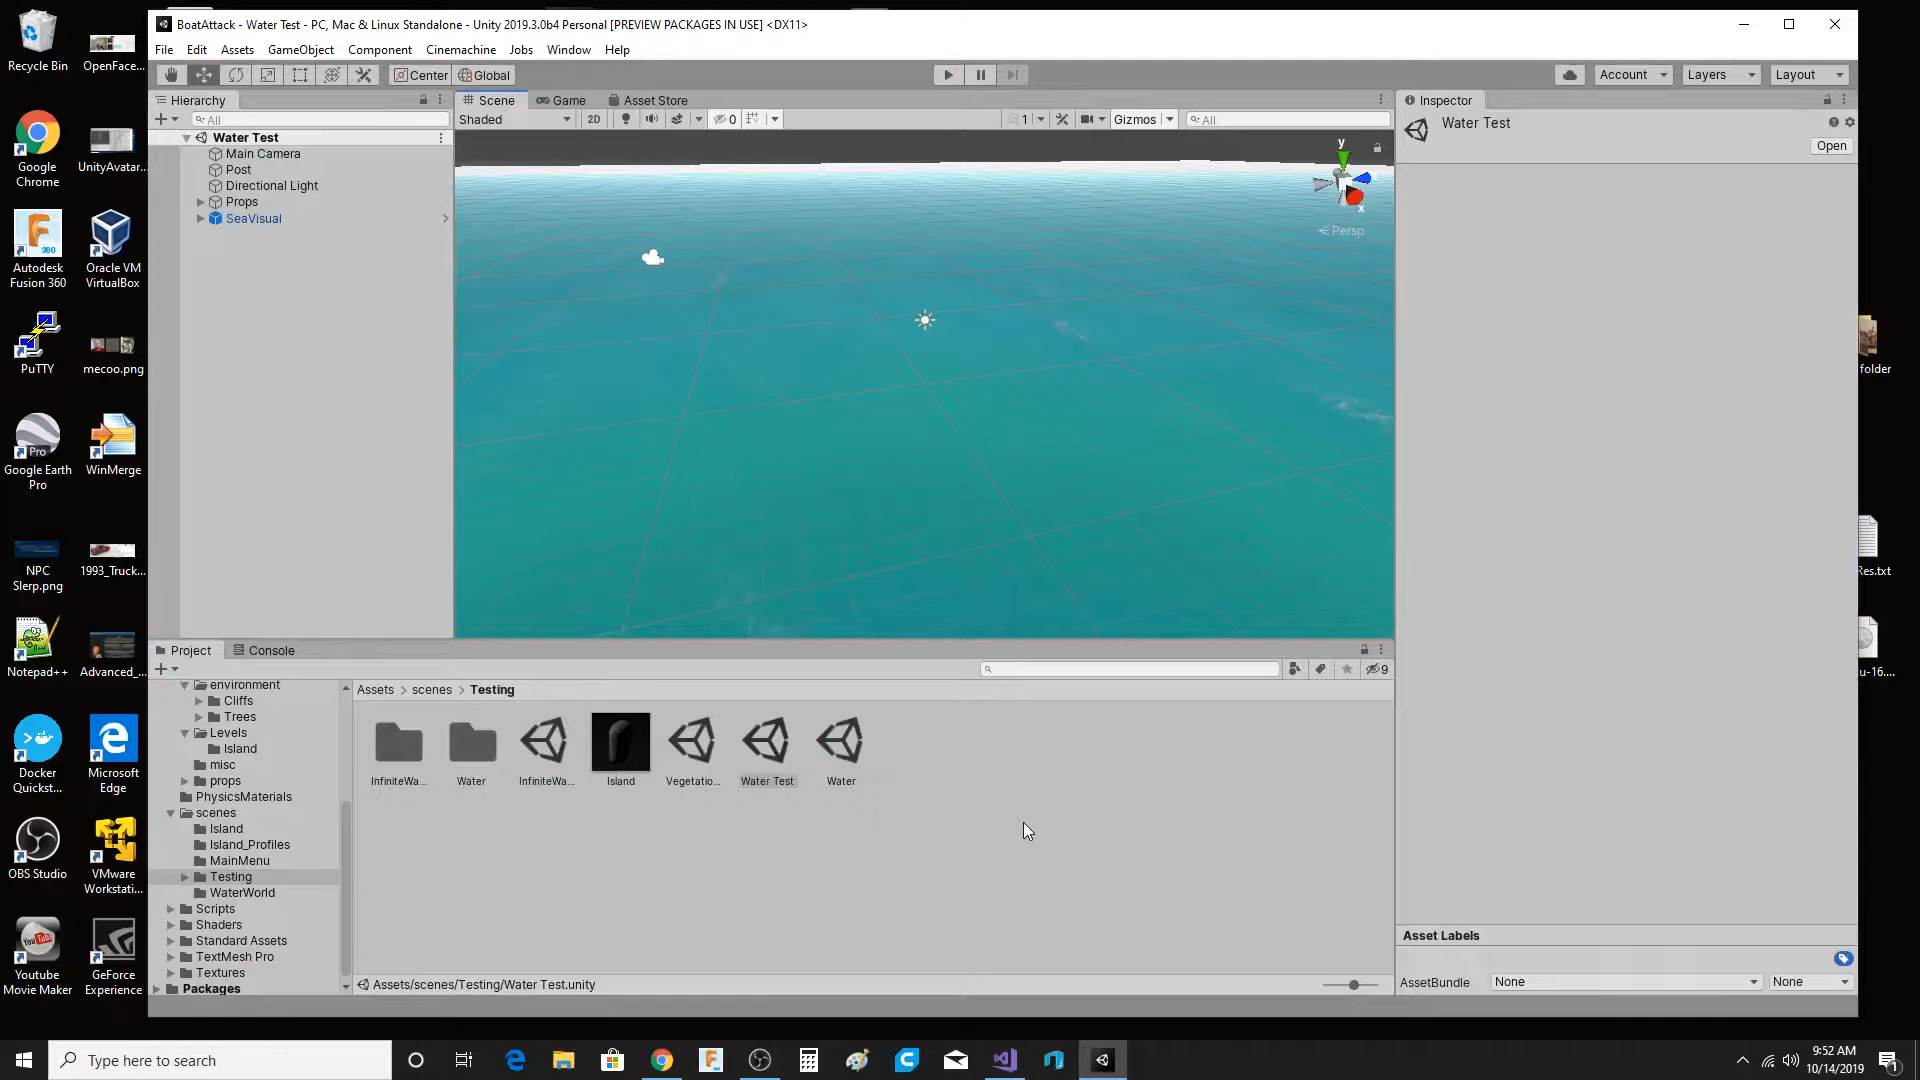 BoatAttack - Water Test - PC, Mac & Linux Standalone - Unity 2019.3.0b4 Personal [PREVIEW PACKAGES IN USE] <DX11>
File Edit Assets GameObject Component Cinemachine Jobs Window Help
Center Global
Account Layers Layout
Hierarchy
All
Water Test
Main Camera
Post
Directional Light
Props
SeaVisual
Scene Game Asset Store
Shaded 2D 0 1 Gizmos All
y
x
Persp
Inspector
Water Test
Open
Asset Labels
AssetBundle None None
Project Console
9
environment
Cliffs
Trees
Levels
Island
misc
props
PhysicsMaterials
scenes
Island
Island_Profiles
MainMenu
Testing
WaterWorld
Scripts
Shaders
Standard Assets
TextMesh Pro
Textures
Packages
Assets > scenes > Testing
InfiniteWa... Water InfiniteWa... Island Vegetatio... Water Test Water
Assets/scenes/Testing/Water Test.unity
Recycle Bin
OpenFace...
Google
Chrome
UnityAvatar...
Autodesk
Fusion 360
Oracle VM
VirtualBox
PuTTY
mecoo.png
Google Earth
Pro
WinMerge
NPC
Slerp.png
1993_Truck...
Notepad++
Advanced_...
Docker
Quickst...
Microsoft
Edge
OBS Studio
VMware
Workstati...
Youtube
Movie Maker
GeForce
Experience
folder
Res.txt
cu-16....
Type here to search
9:52 AM
10/14/2019
1